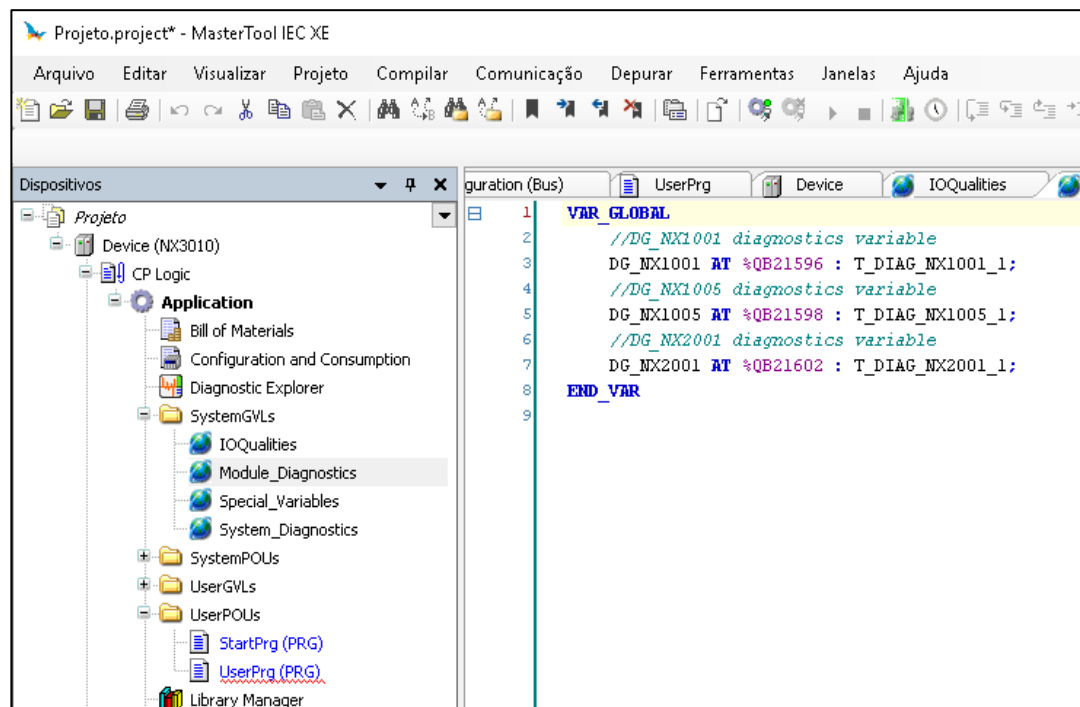 Projeto.project* - MasterTool IEC XE
Arquivo Editar Visualizar Projeto Compilar Comunicação Depurar Ferramentas Janelas Ajuda
Dispositivos
Projeto
Device (NX3010)
CP Logic
Application
Bill of Materials
Configuration and Consumption
Diagnostic Explorer
SystemGVLs
IOQualities
Module_Diagnostics
Special_Variables
System_Diagnostics
SystemPOUs
UserGVLs
UserPOUs
StartPrg (PRG)
UserPrg (PRG)
Library Manager
guration (Bus) UserPrg Device IOQualities
1 VAR_GLOBAL
2 //DG_NX1001 diagnostics variable
3 DG_NX1001 AT %QB21596 : T_DIAG_NX1001_1;
4 //DG_NX1005 diagnostics variable
5 DG_NX1005 AT %QB21598 : T_DIAG_NX1005_1;
6 //DG_NX2001 diagnostics variable
7 DG_NX2001 AT %QB21602 : T_DIAG_NX2001_1;
8 END_VAR
9